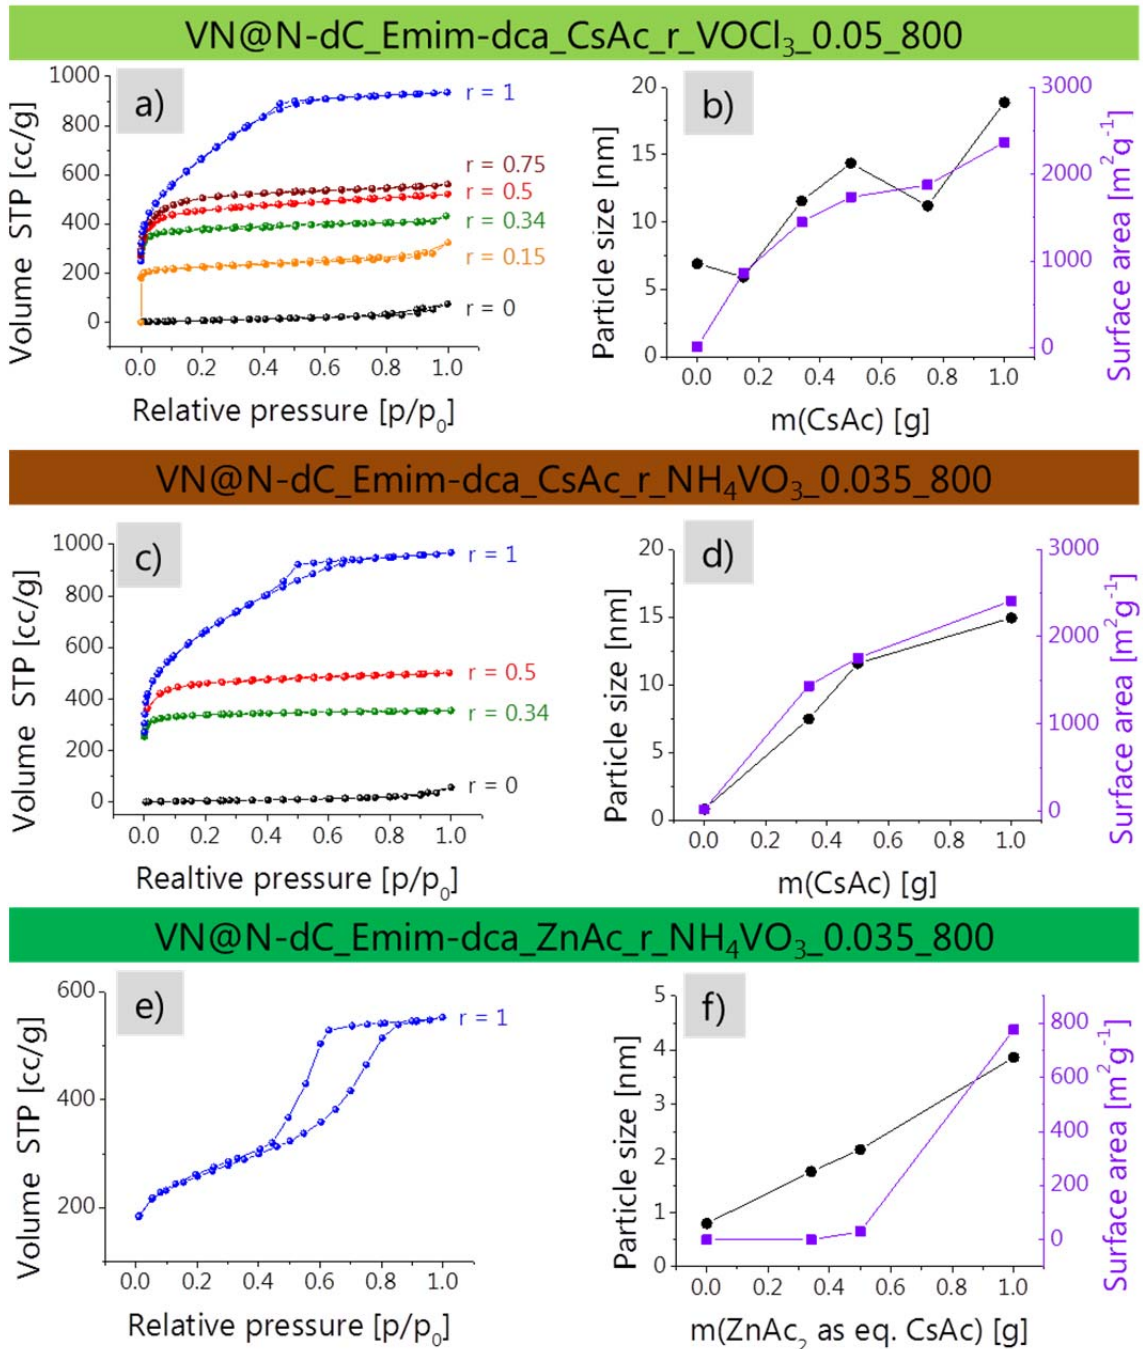 VN@N-dC_Emim-dca_CsAc_r_VOCl₃_0.05_800
a)
Volume STP [cc/g]
1000
800
600
400
200
0
r = 1
r = 0.75
r = 0.5
r = 0.34
r = 0.15
r = 0
0.0 0.2 0.4 0.6 0.8 1.0
Relative pressure [p/p₀]
b)
Particle size [nm]
20
15
10
5
0
3000
2000
1000
0
Surface area [m²g⁻¹]
0.0 0.2 0.4 0.6 0.8 1.0
m(CsAc) [g]
VN@N-dC_Emim-dca_CsAc_r_NH₄VO₃_0.035_800
c)
Volume STP [cc/g]
1000
800
600
400
200
0
r = 1
r = 0.5
r = 0.34
r = 0
0.0 0.2 0.4 0.6 0.8 1.0
Realtive pressure [p/p₀]
d)
Particle size [nm]
20
15
10
5
0
3000
2000
1000
0
Surface area [m²g⁻¹]
0.0 0.2 0.4 0.6 0.8 1.0
m(CsAc) [g]
VN@N-dC_Emim-dca_ZnAc_r_NH₄VO₃_0.035_800
e)
Volume STP [cc/g]
600
400
200
r = 1
0.0 0.2 0.4 0.6 0.8 1.0
Relative pressure [p/p₀]
f)
Particle size [nm]
5
4
3
2
1
0
800
600
400
200
0
Surface area [m²g⁻¹]
0.0 0.2 0.4 0.6 0.8 1.0
m(ZnAc₂ as eq. CsAc) [g]